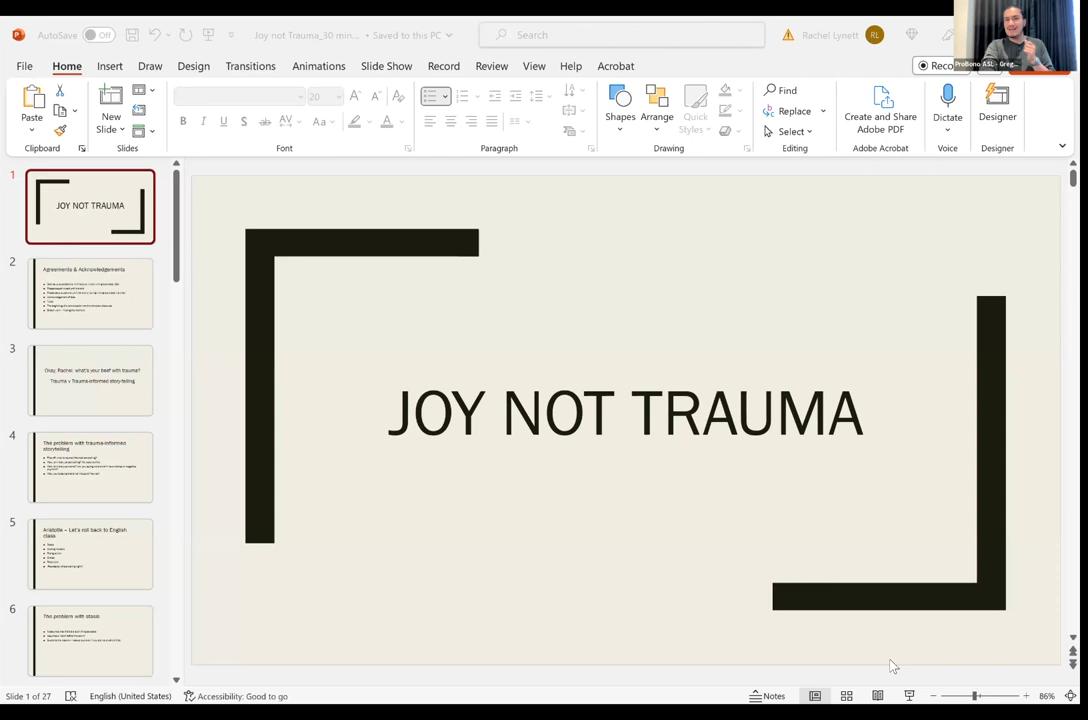 AutoSave Off Joy not Trauma_30 min... • Saved to this PC Search Rachel Lynett RL
ProBono ASL - Greg...
File Home Insert Draw Design Transitions Animations Slide Show Record Review View Help Acrobat Reco
Paste New Slide 20 Shapes Arrange Quick Styles Find Replace Select Create and Share Adobe PDF Dictate Designer
Clipboard Slides Font Paragraph Drawing Editing Adobe Acrobat Voice Designer
1
JOY NOT TRAUMA
2
Agreements & Acknowledgements
3
Okay, Rachel: what's your beef with trauma?
Trauma v Trauma-informed story-telling
4
The problem with trauma-informed
storytelling
5
Aristotle – Let's roll back to English
class
6
The problem with stasis
JOY NOT TRAUMA
Slide 1 of 27 English (United States) Accessibility: Good to go Notes 86%